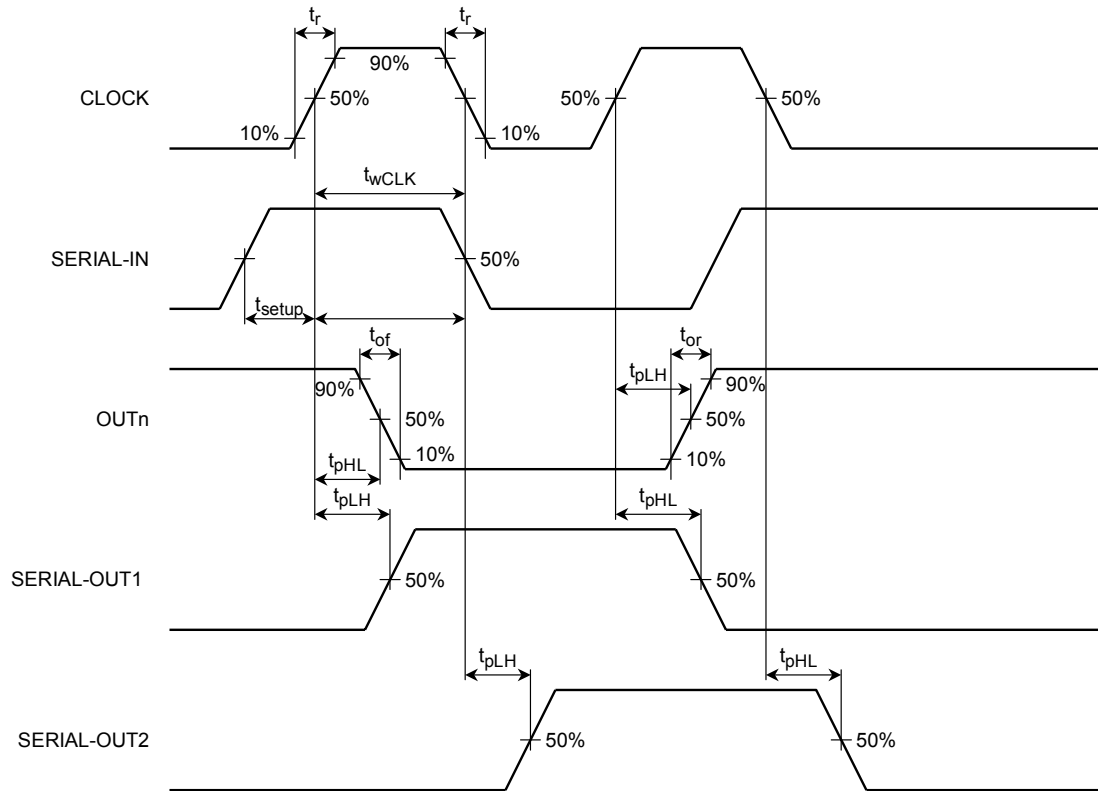 tr
tr
90%
CLOCK
50%
50%
50%
10%
10%
twCLK
SERIAL-IN
50%
tsetup
tof
tor
tpLH
90%
90%
OUTn
50%
50%
10%
10%
tpHL
tpLH
tpHL
SERIAL-OUT1
50%
50%
tpLH
tpHL
SERIAL-OUT2
50%
50%